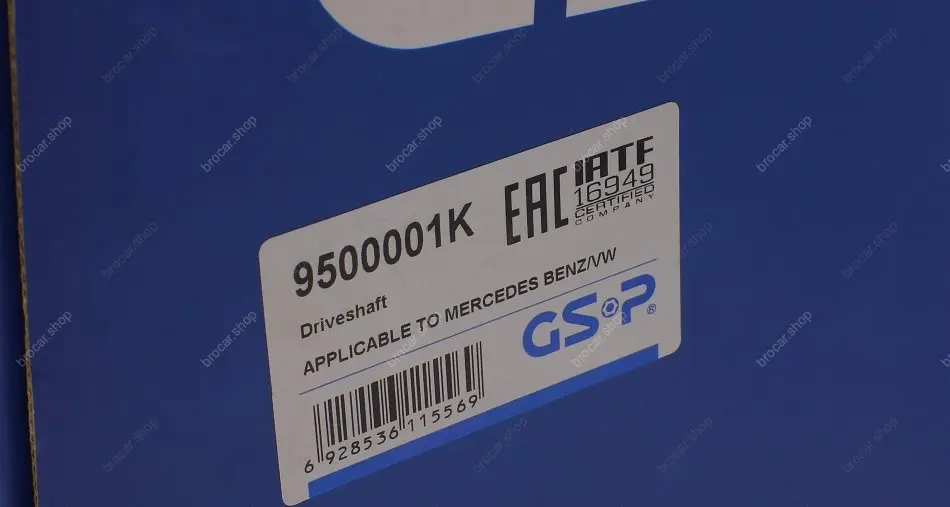 9500001K
EAC
IATF
16949
CERTIFIED
COMPANY
Driveshaft
APPLICABLE TO MERCEDES BENZ/VW
GSP®
6 928536 115569
brocar.shop